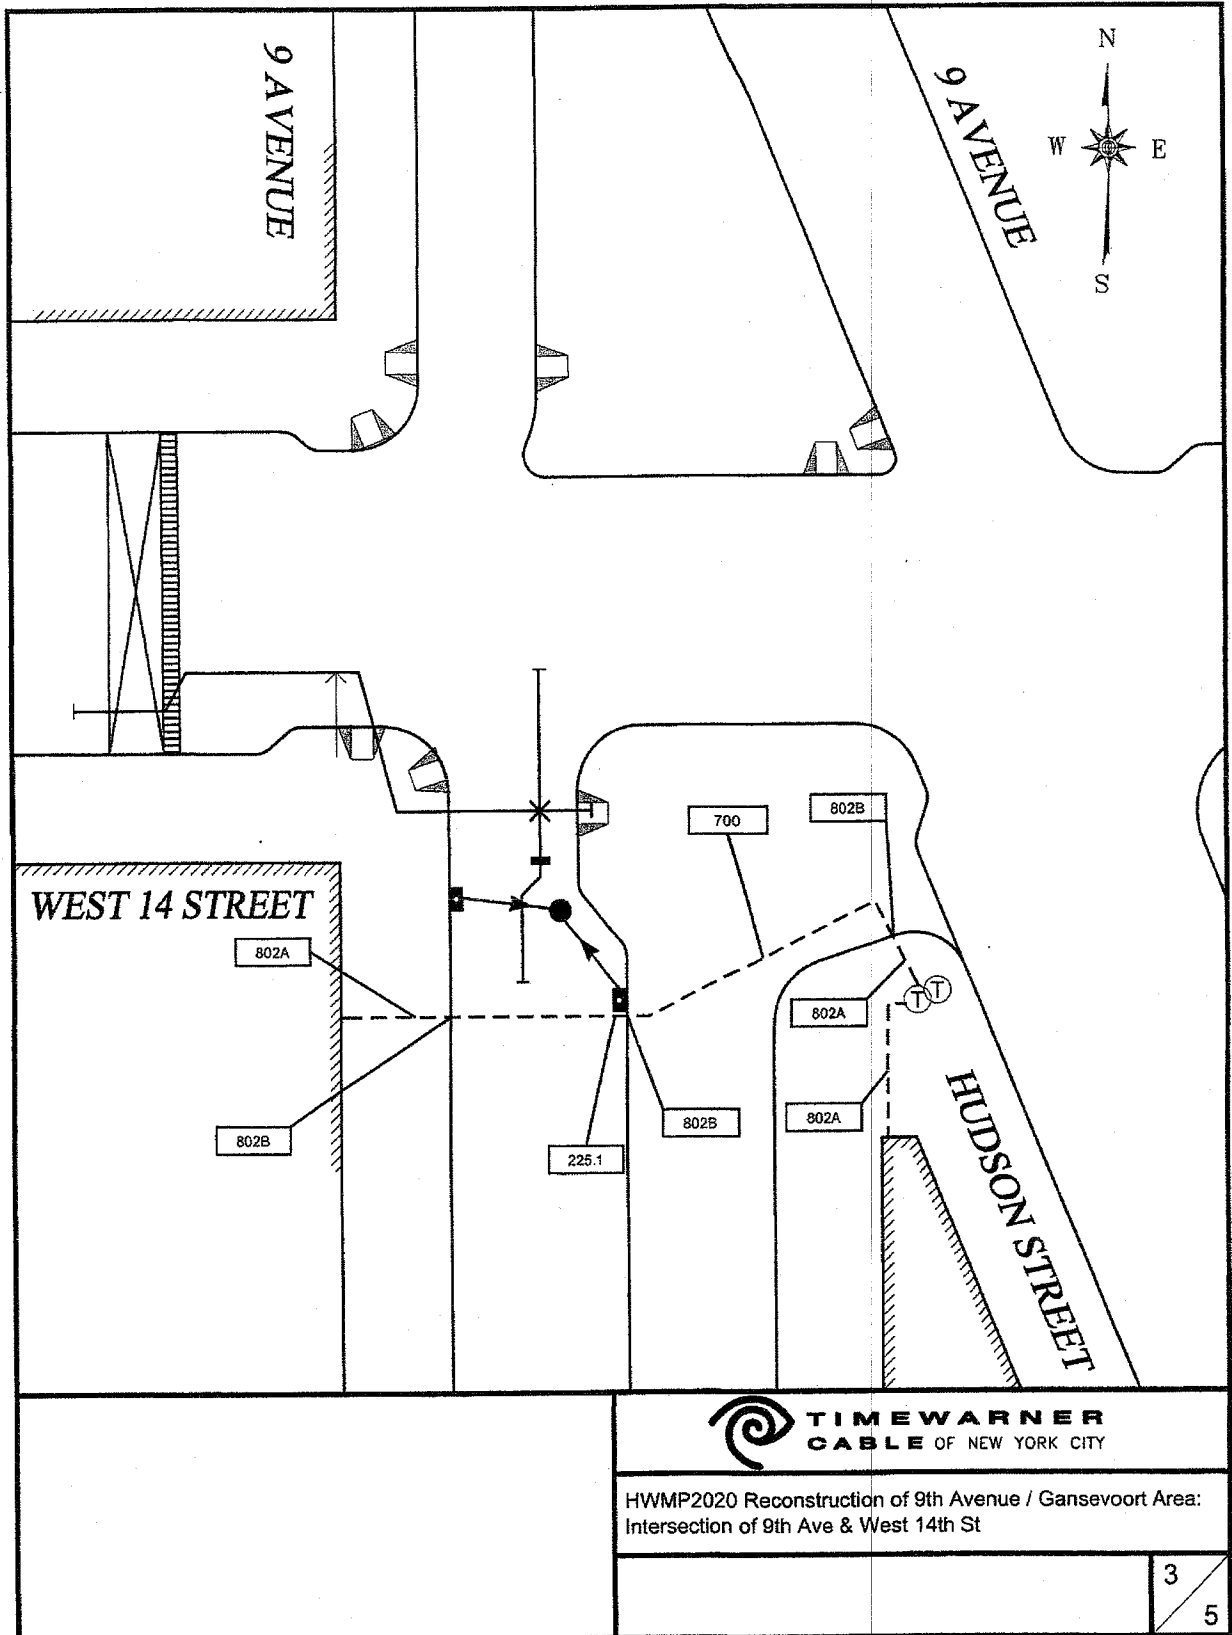 9 AVENUE
9 AVENUE
N
W E
S
802B
700
WEST 14 STREET
802A
802A
T T
802A
802B
802B
225.1
HUDSON STREET
TIMEWARNER
CABLE OF NEW YORK CITY
HWMP2020 Reconstruction of 9th Avenue / Gansevoort Area:
Intersection of 9th Ave & West 14th St
3
5